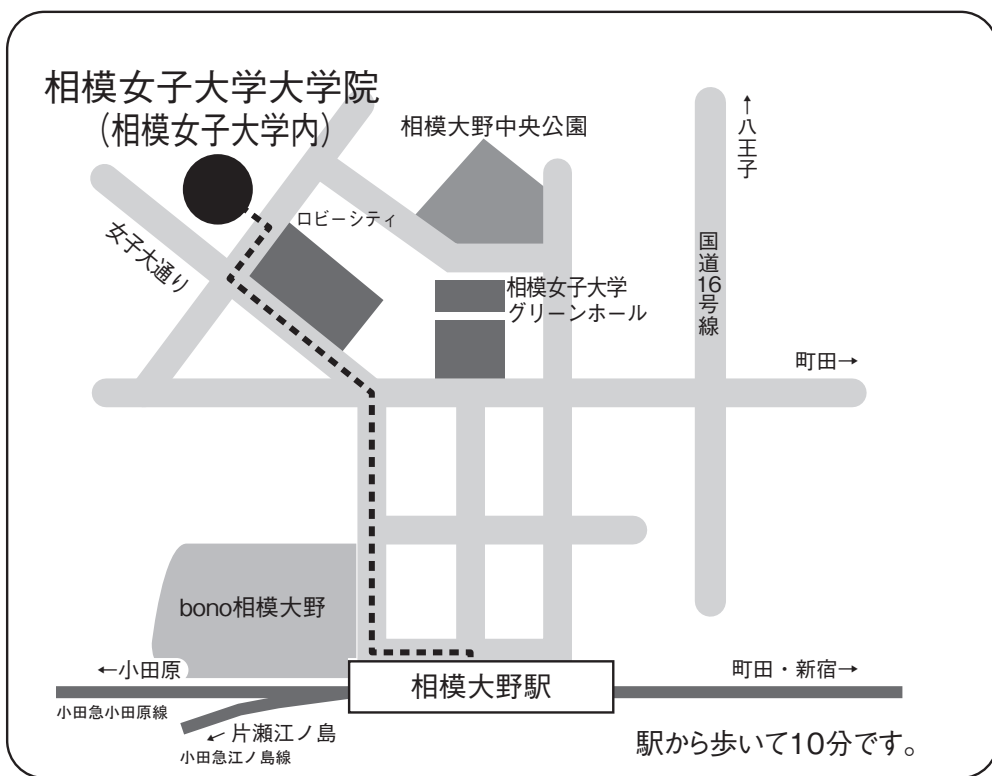 相模女子大学大学院
（相模女子大学内）
相模大野中央公園
↑八王子
ロビーシティ
女子大通り
国道16号線
相模女子大学
グリーンホール
町田→
bono相模大野
←小田原
相模大野駅
町田・新宿→
小田急小田原線
←片瀬江ノ島
小田急江ノ島線
駅から歩いて10分です。